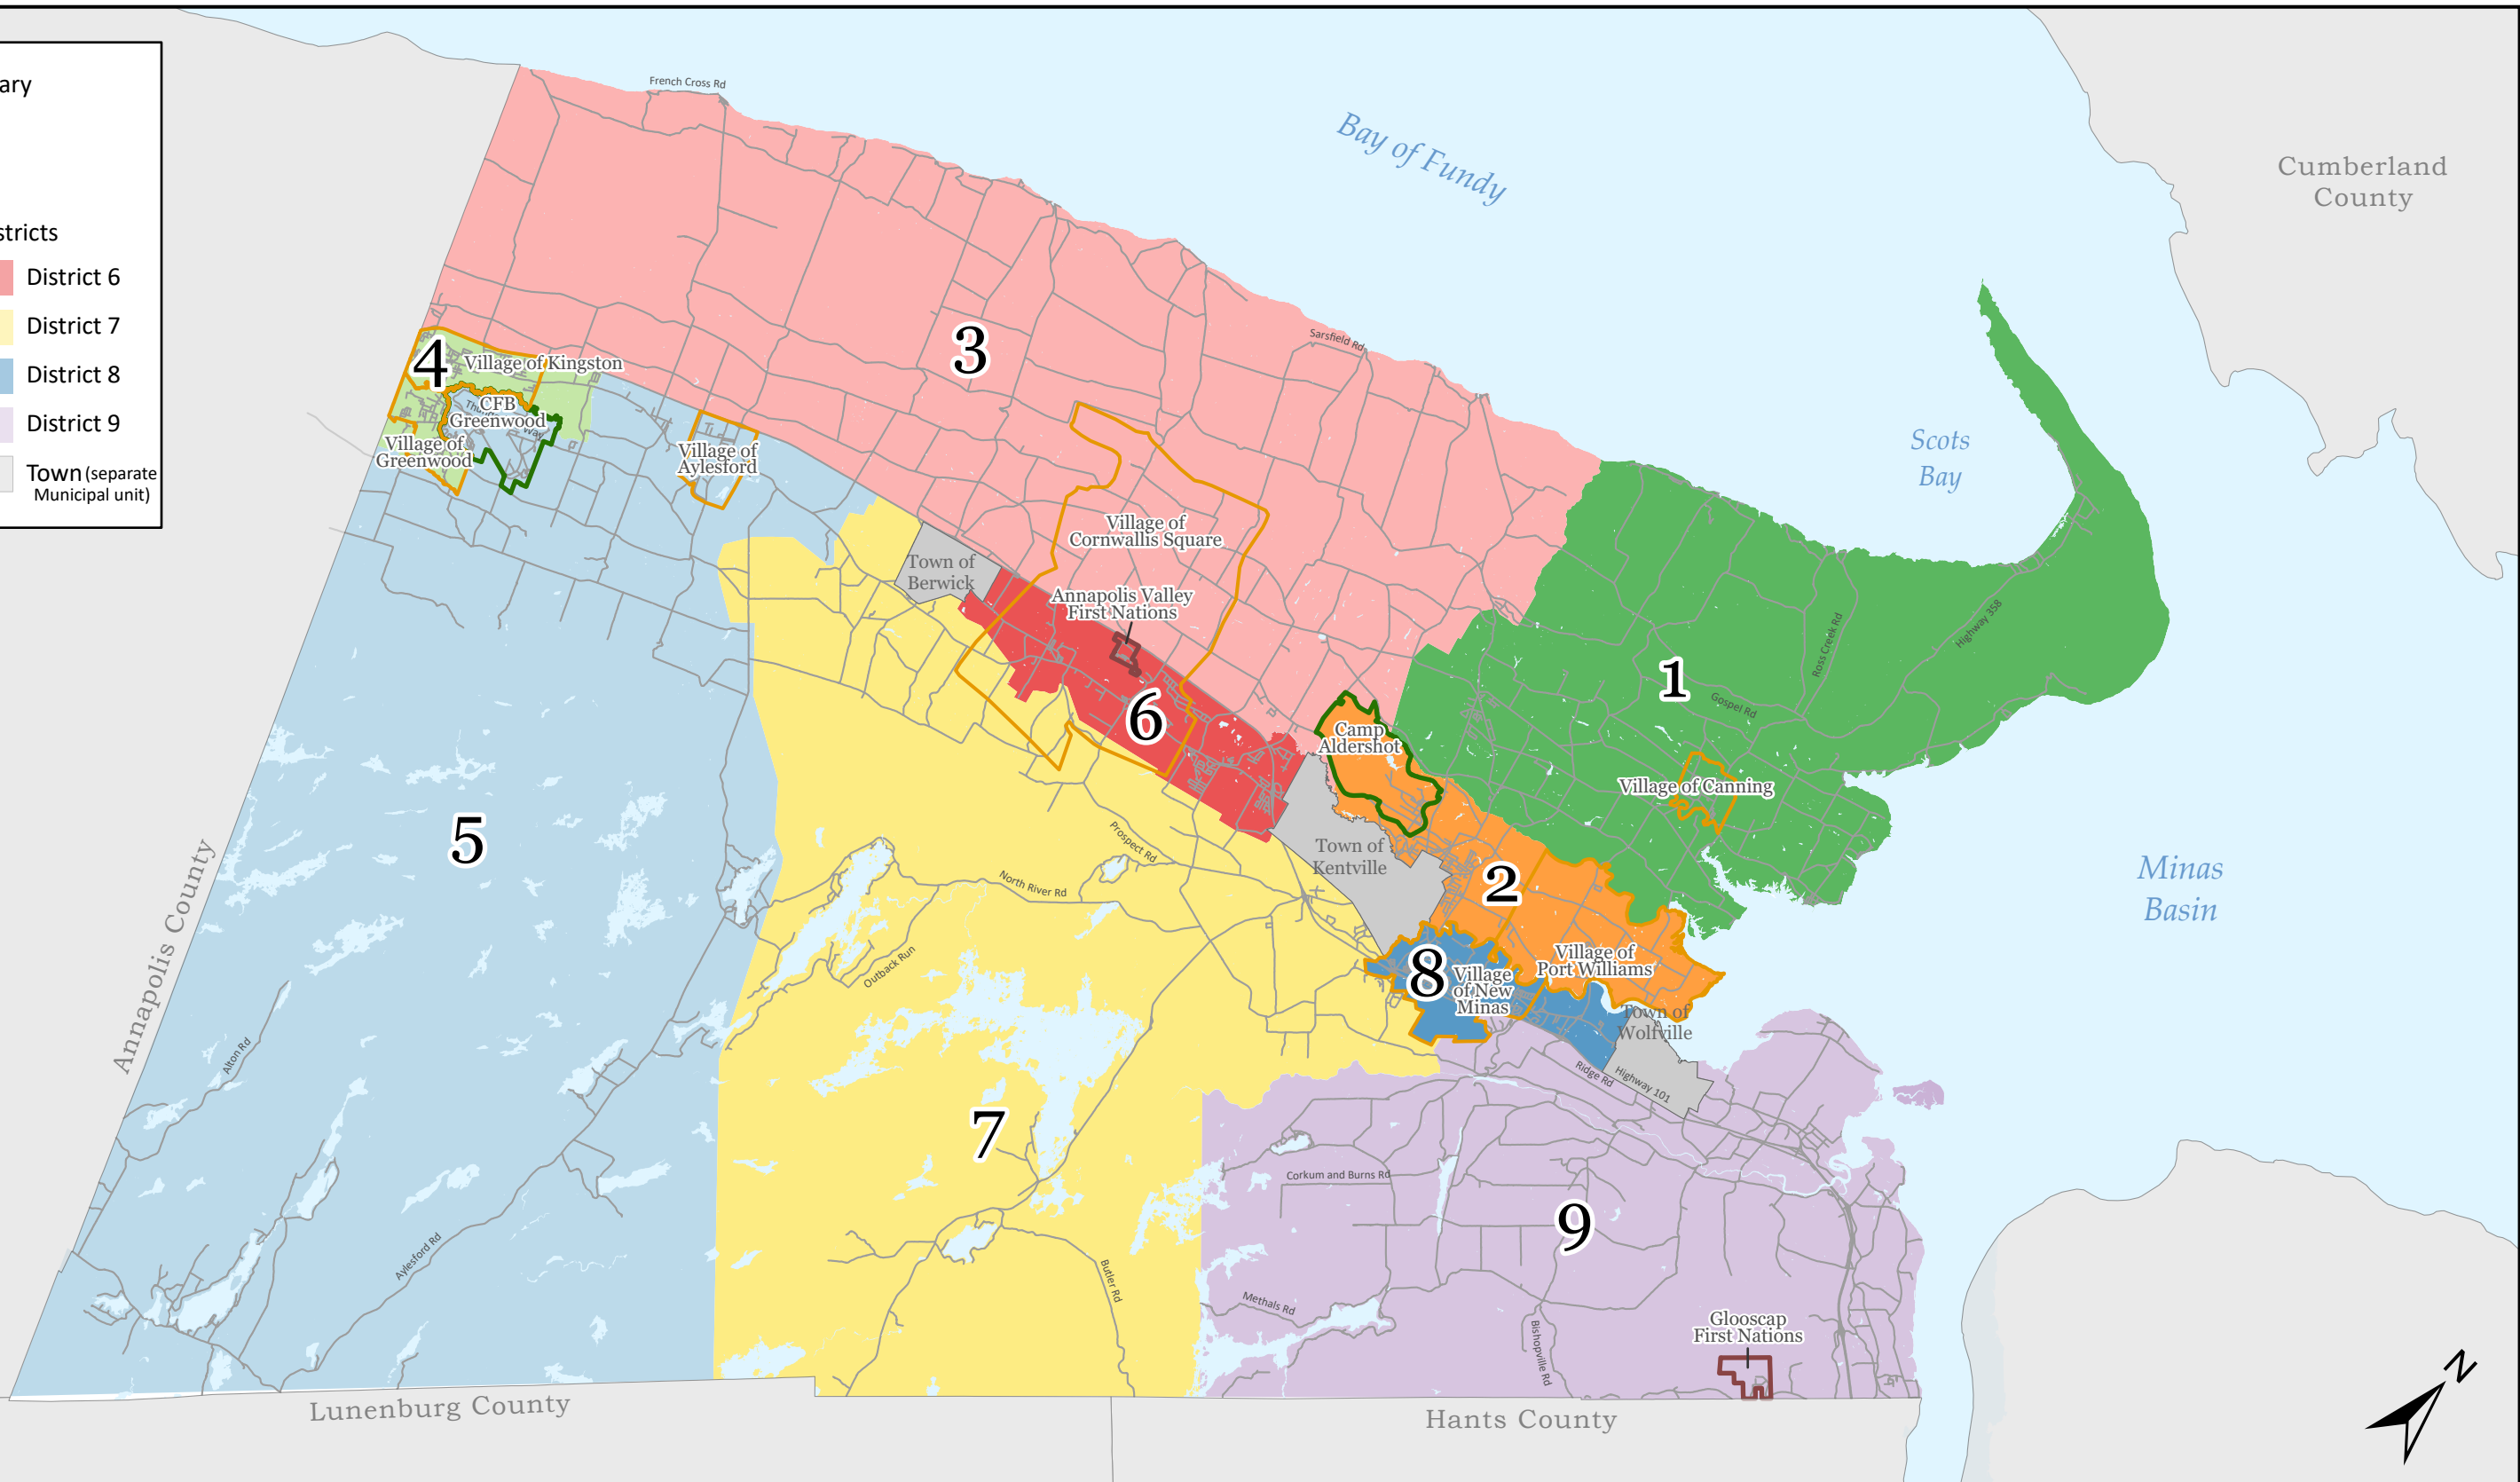 ary
stricts
District 6
District 7
District 8
District 9
Town (separate
Municipal unit)
French Cross Rd
Bay of Fundy
Cumberland
County
Sarsfield Rd
3
4
Village of Kingston
CFB
Greenwood
Way
Village of
Greenwood
Village of
Aylesford
Scots
Bay
Village of
Cornwallis Square
Town of
Berwick
Annapolis Valley
First Nations
Highway 358
Ross Creek Rd
1
Gospel Rd
6
Camp
Aldershot
Village of Canning
5
Prospect Rd
Town of
Kentville
North River Rd
2
Minas
Basin
Outback Run
8
Village
of New
Minas
Village of
Port Williams
Town of
Wolfville
Annapolis County
Alton Rd
Ridge Rd
Highway 101
7
Corkum and Burns Rd
9
Aylesford Rd
Butler Rd
Methals Rd
Bishopville Rd
Glooscap
First Nations
N
Lunenburg County
Hants County